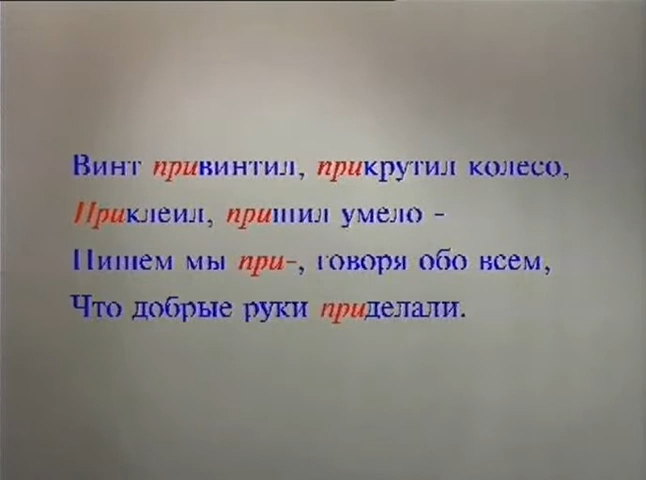 Винт привинтил, прикрутил колесо,
Приклеил, пришил умело -
Пишем мы при-, говоря обо всем,
Что добрые руки приделали.